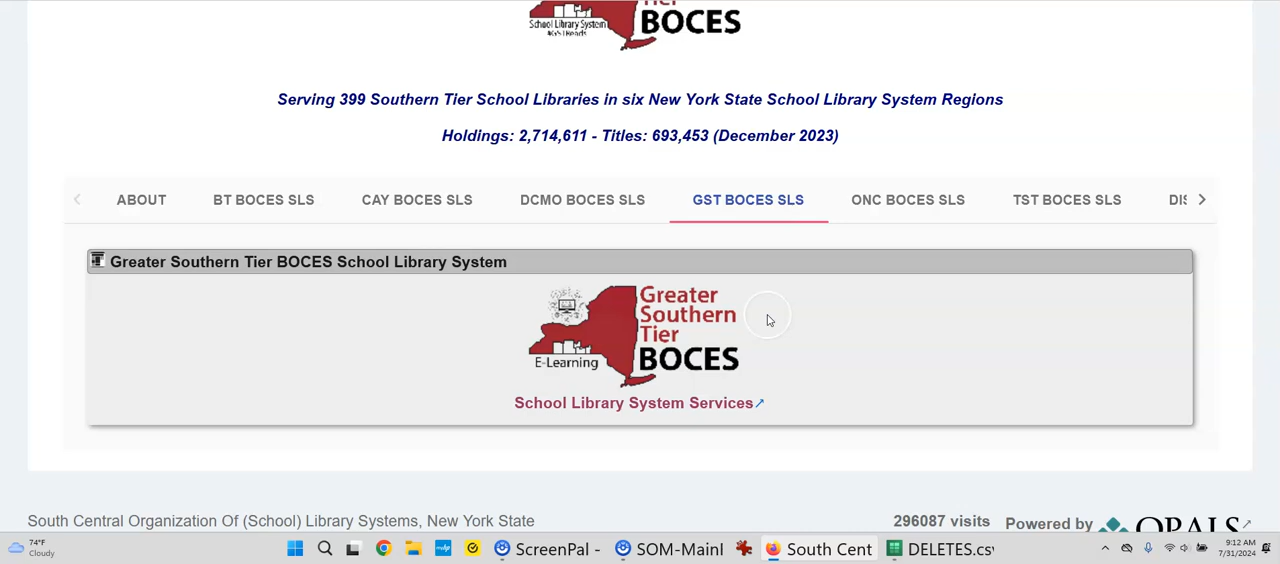 School Library System
BOCES
Serving 399 Southern Tier School Libraries in six New York State School Library System Regions
Holdings: 2,714,611 - Titles: 693,453 (December 2023)
ABOUT
BT BOCES SLS
CAY BOCES SLS
DCMO BOCES SLS
GST BOCES SLS
ONC BOCES SLS
TST BOCES SLS
DIS
Greater Southern Tier BOCES School Library System
Greater
Southern
Tier
BOCES
E-Learning
School Library System Services
South Central Organization Of (School) Library Systems, New York State
296087 visits
Powered by
OPALS
74°F
Cloudy
ScreenPal -
SOM-MainI
South Cent
DELETES.csv
9:12 AM
7/31/2024